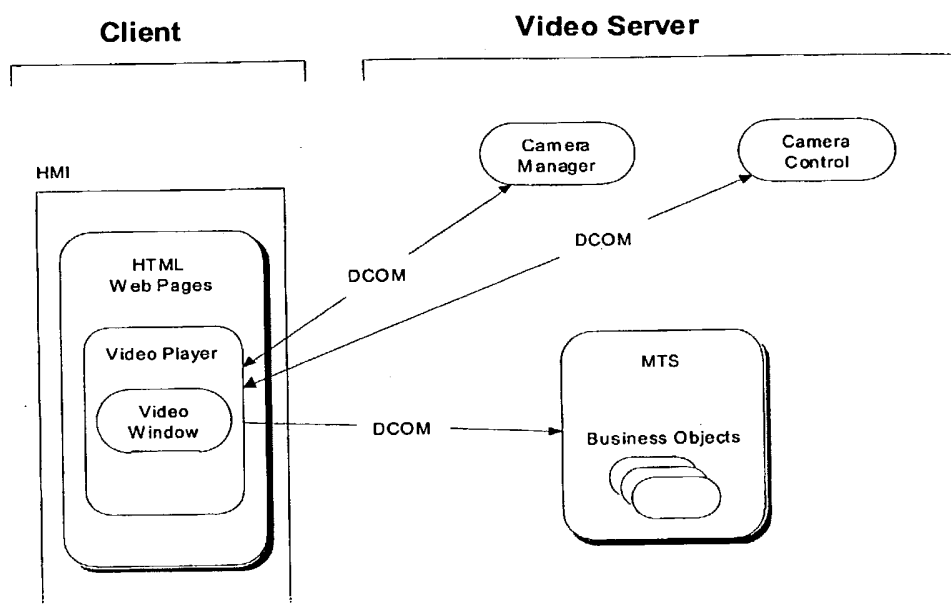 Client
Video Server
Camera
Manager
Camera
Control
HMI
DCOM
HTML
Web Pages
DCOM
Video Player
MTS
Video
Window
DCOM
Business Objects